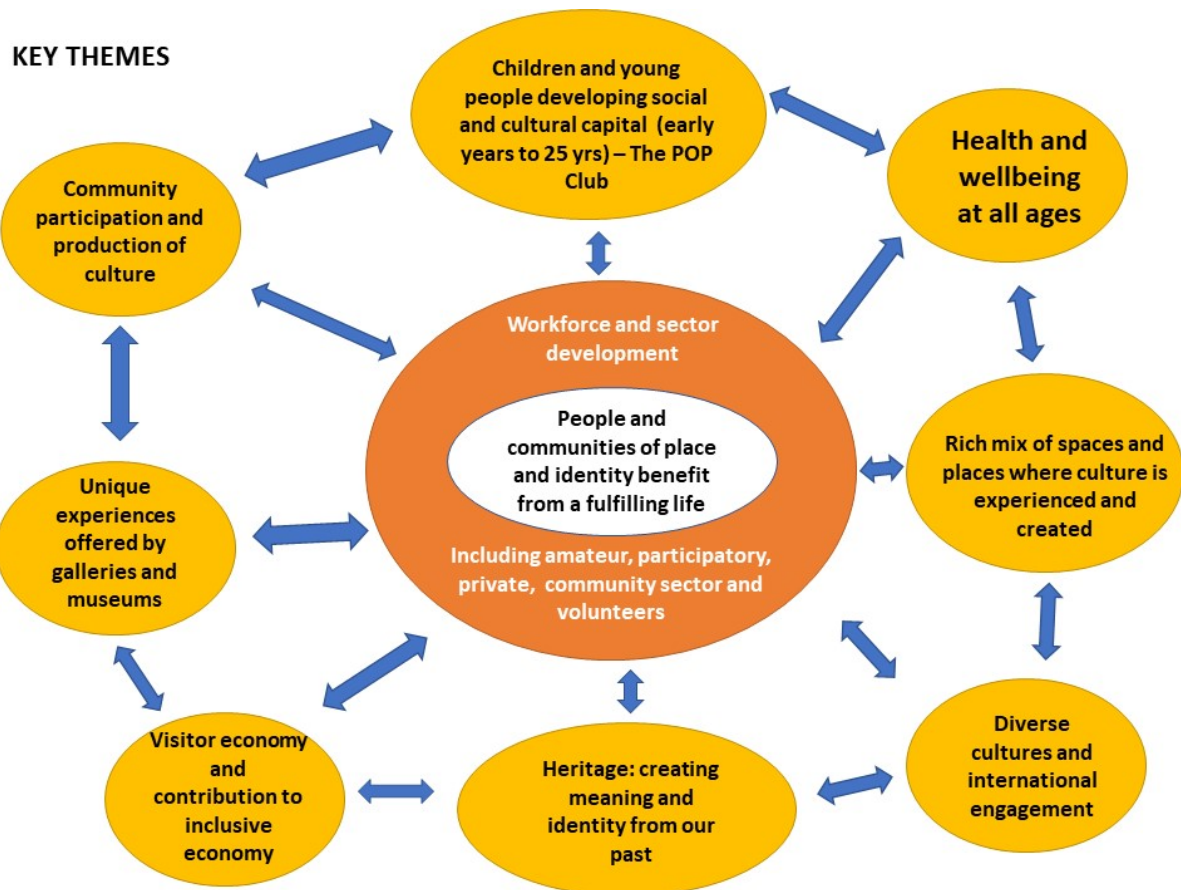 KEY THEMES
Children and young
people developing social
and cultural capital (early
years to 25 yrs) – The POP
Club
Health and
wellbeing
at all ages
Community
participation and
production of
culture
Workforce and sector
development
People and
communities of place
and identity benefit
from a fulfilling life
Including amateur, participatory,
private, community sector and
volunteers
Rich mix of spaces and
places where culture is
experienced and
created
Unique
experiences
offered by
galleries and
museums
Visitor economy
and
contribution to
inclusive
economy
Heritage: creating
meaning and
identity from our
past
Diverse
cultures and
international
engagement